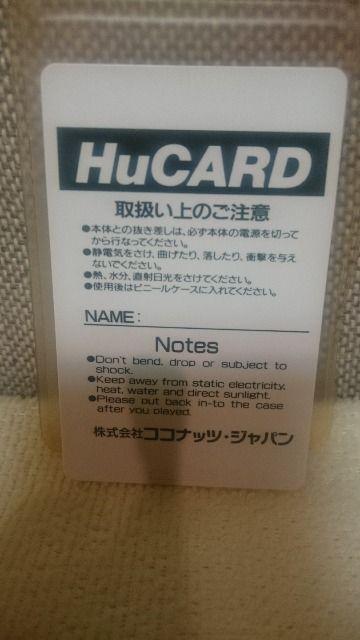 HuCARD
取扱い上のご注意
●本体との抜き差しは、必ず本体の電源を切って
から行なってください。
●静電気をさけ、曲げたり、落したり、衝撃を与え
ないでください。
●熱、水分、直射日光をさけてください。
●使用後はビニールケースに入れてください。
NAME:
Notes
●Don't bend, drop or subject to
shock.
●Keep away from static electricity,
heat, water and direct sunlight.
●Please put back in-to the case
after you played.
株式会社ココナッツ・ジャパン